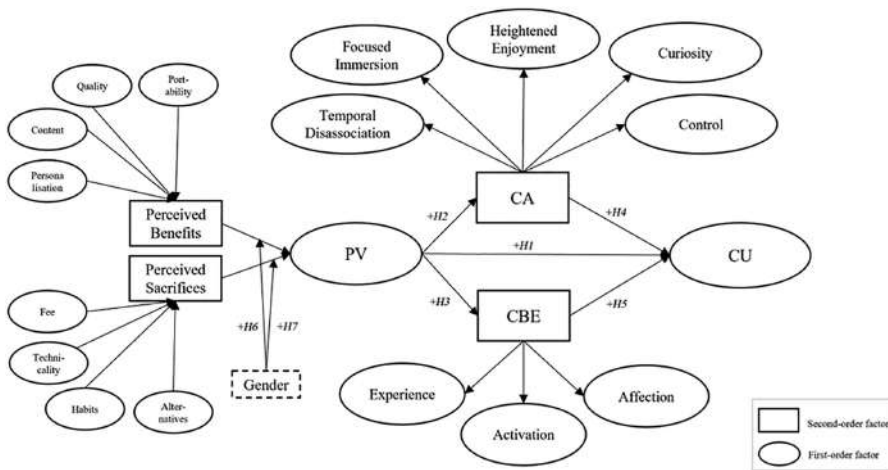 Heightened
Enjoyment
Focused
Immersion
Curiosity
Port-
ability
Quality
Temporal
Disassociation
Control
Content
Persona
lisation
Perceived
Benefits
CA
+H2
+H4
PV
+H1
CU
Perceived
Sacrifices
+H3
+H5
CBE
Fee
+H6
+H7
Techni-
cality
Gender
Experience
Affection
Habits
Alter-
natives
Activation
Second-order factor
First-order factor